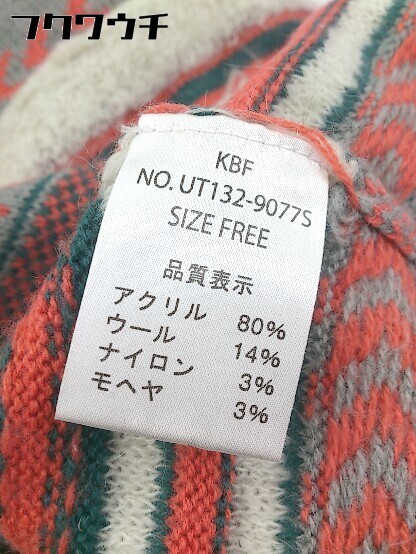 フクワウチ
KBF
NO. UT132-9077S
SIZE FREE
品質表示
アクリル 80%
ウール 14%
ナイロン 3%
モヘヤ 3%